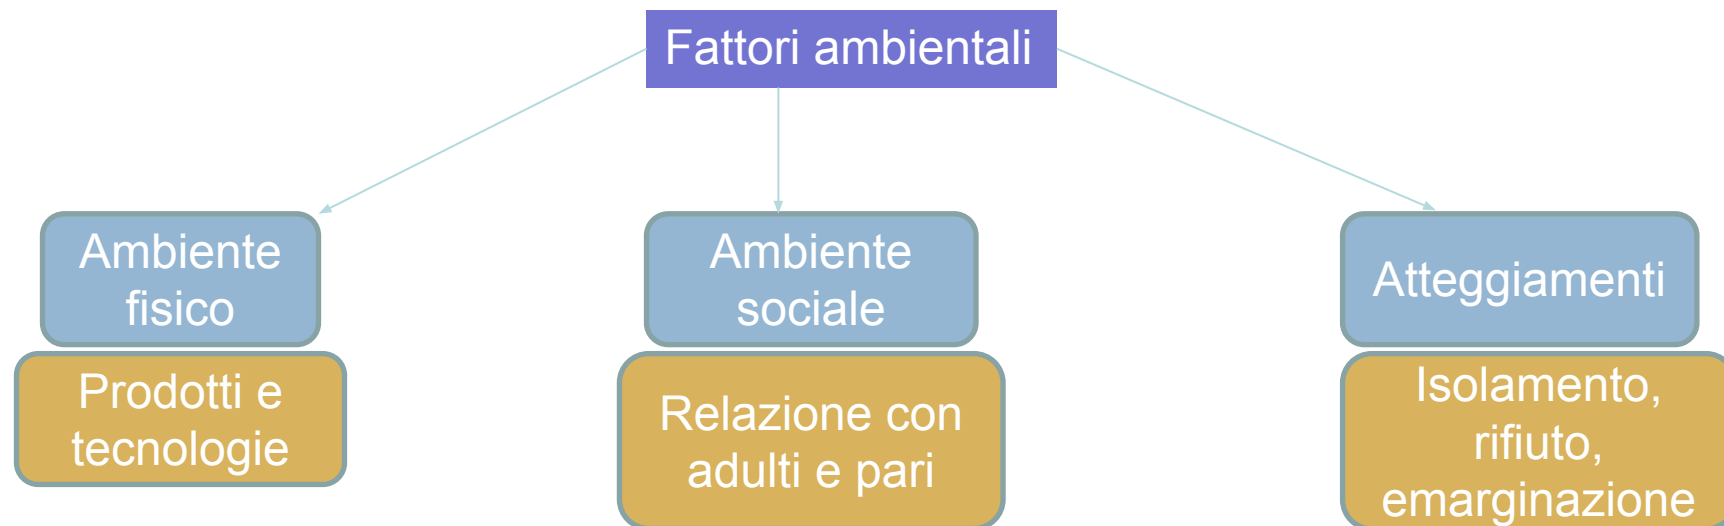 Fattori ambientali
Ambiente
fisico
Prodotti e
tecnologie
Ambiente
sociale
Relazione con
adulti e pari
Atteggiamenti
Isolamento,
rifiuto,
emarginazione